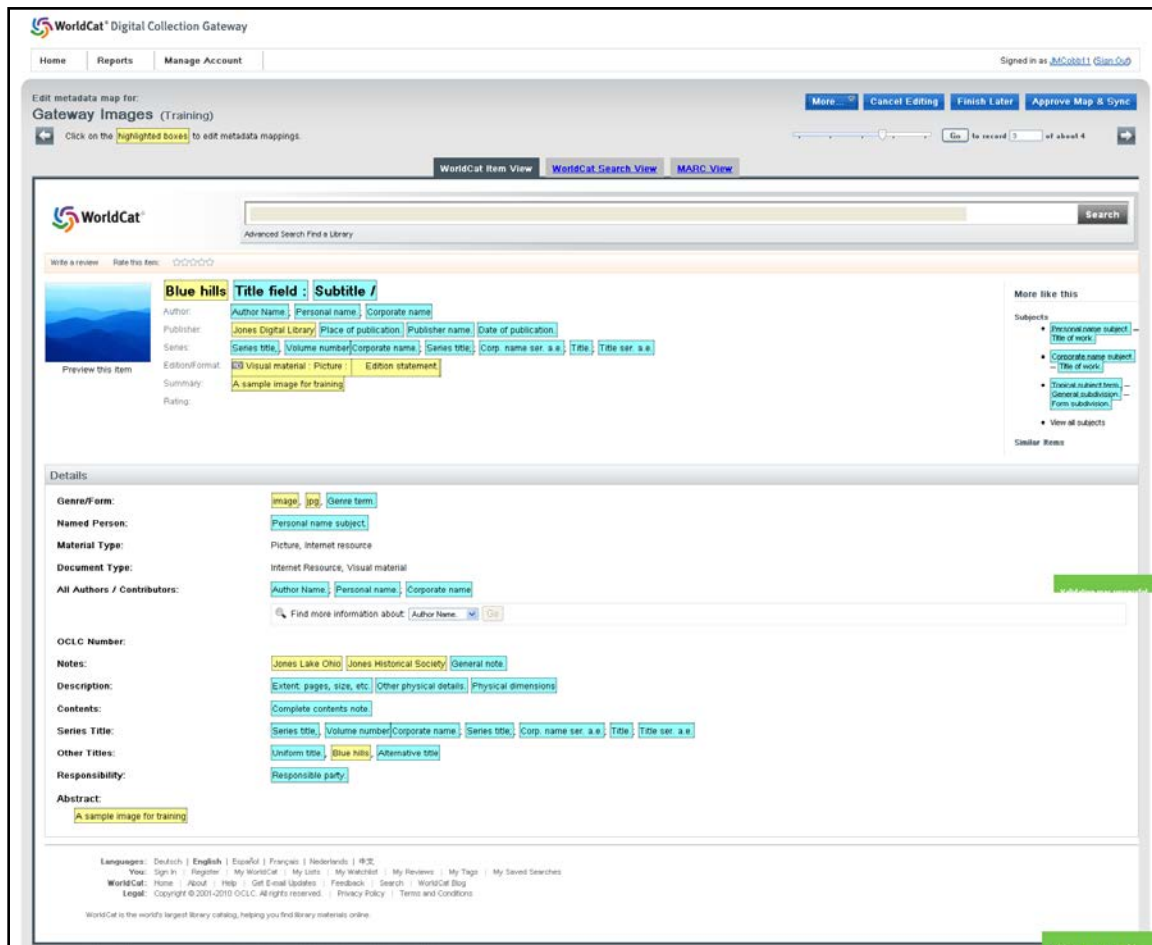 WorldCat® Digital Collection Gateway
Home Reports Manage Account Signed in as JMCobb11 (Sign Out)
Edit metadata map for:
Gateway Images (Training)
More... Cancel Editing Finish Later Approve Map & Sync
Click on the highlighted boxes to edit metadata mappings.
Go to record 3 of about 4
WorldCat Item View WorldCat Search View MARC View
WorldCat®
Search
Advanced Search Find a Library
Write a review Rate this item:
Blue hills Title field : Subtitle /
Author: Author Name.; Personal name.; Corporate name
Publisher: Jones Digital Library Place of publication. Publisher name. Date of publication.
Series: Series title,, Volume number Corporate name.; Series title,; Corp. name ser. a.e.; Title.; Title ser. a.e.
Edition/Format: Visual material : Picture : Edition statement.
Summary: A sample image for training
Rating:
Preview this item
More like this
Subjects
Personal name subject. –
Title of work.
Corporate name subject.
– Title of work.
Topical subject term. –
General subdivision. –
Form subdivision.
View all subjects
Similar Items
Details
Genre/Form: image, jpg, Genre term.
Named Person: Personal name subject.
Material Type: Picture, Internet resource
Document Type: Internet Resource, Visual material
All Authors / Contributors: Author Name.; Personal name.; Corporate name
Find more information about: Author Name. Go
OCLC Number:
Notes: Jones Lake Ohio Jones Historical Society General note.
Description: Extent: pages, size, etc. Other physical details. Physical dimensions
Contents: Complete contents note.
Series Title: Series title,, Volume number Corporate name.; Series title,; Corp. name ser. a.e.; Title.; Title ser. a.e.
Other Titles: Uniform title., Blue hills, Alternative title
Responsibility: Responsible party.
Abstract:
A sample image for training
Languages: Deutsch | English | Español | Français | Nederlands | 中文
You: Sign In | Register | My WorldCat | My Lists | My Watchlist | My Reviews | My Tags | My Saved Searches
WorldCat: Home | About | Help | Get E-mail Updates | Feedback | Search | WorldCat Blog
Legal: Copyright © 2001-2010 OCLC. All rights reserved. | Privacy Policy | Terms and Conditions
WorldCat is the world's largest library catalog, helping you find library materials online.